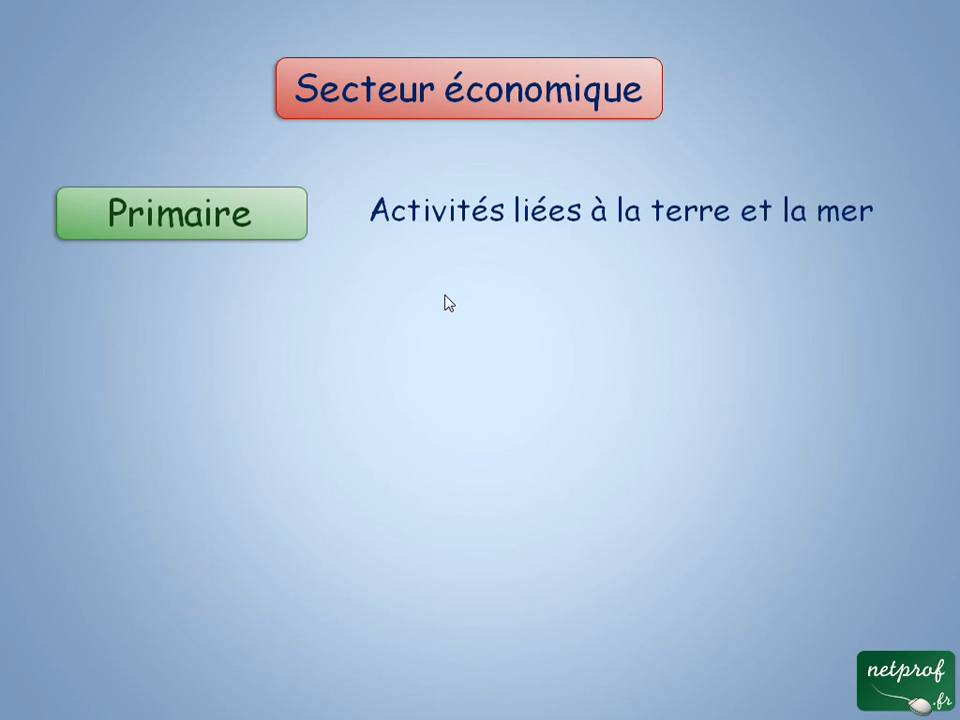 Secteur économique
Primaire
Activités liées à la terre et la mer
netprof
.fr